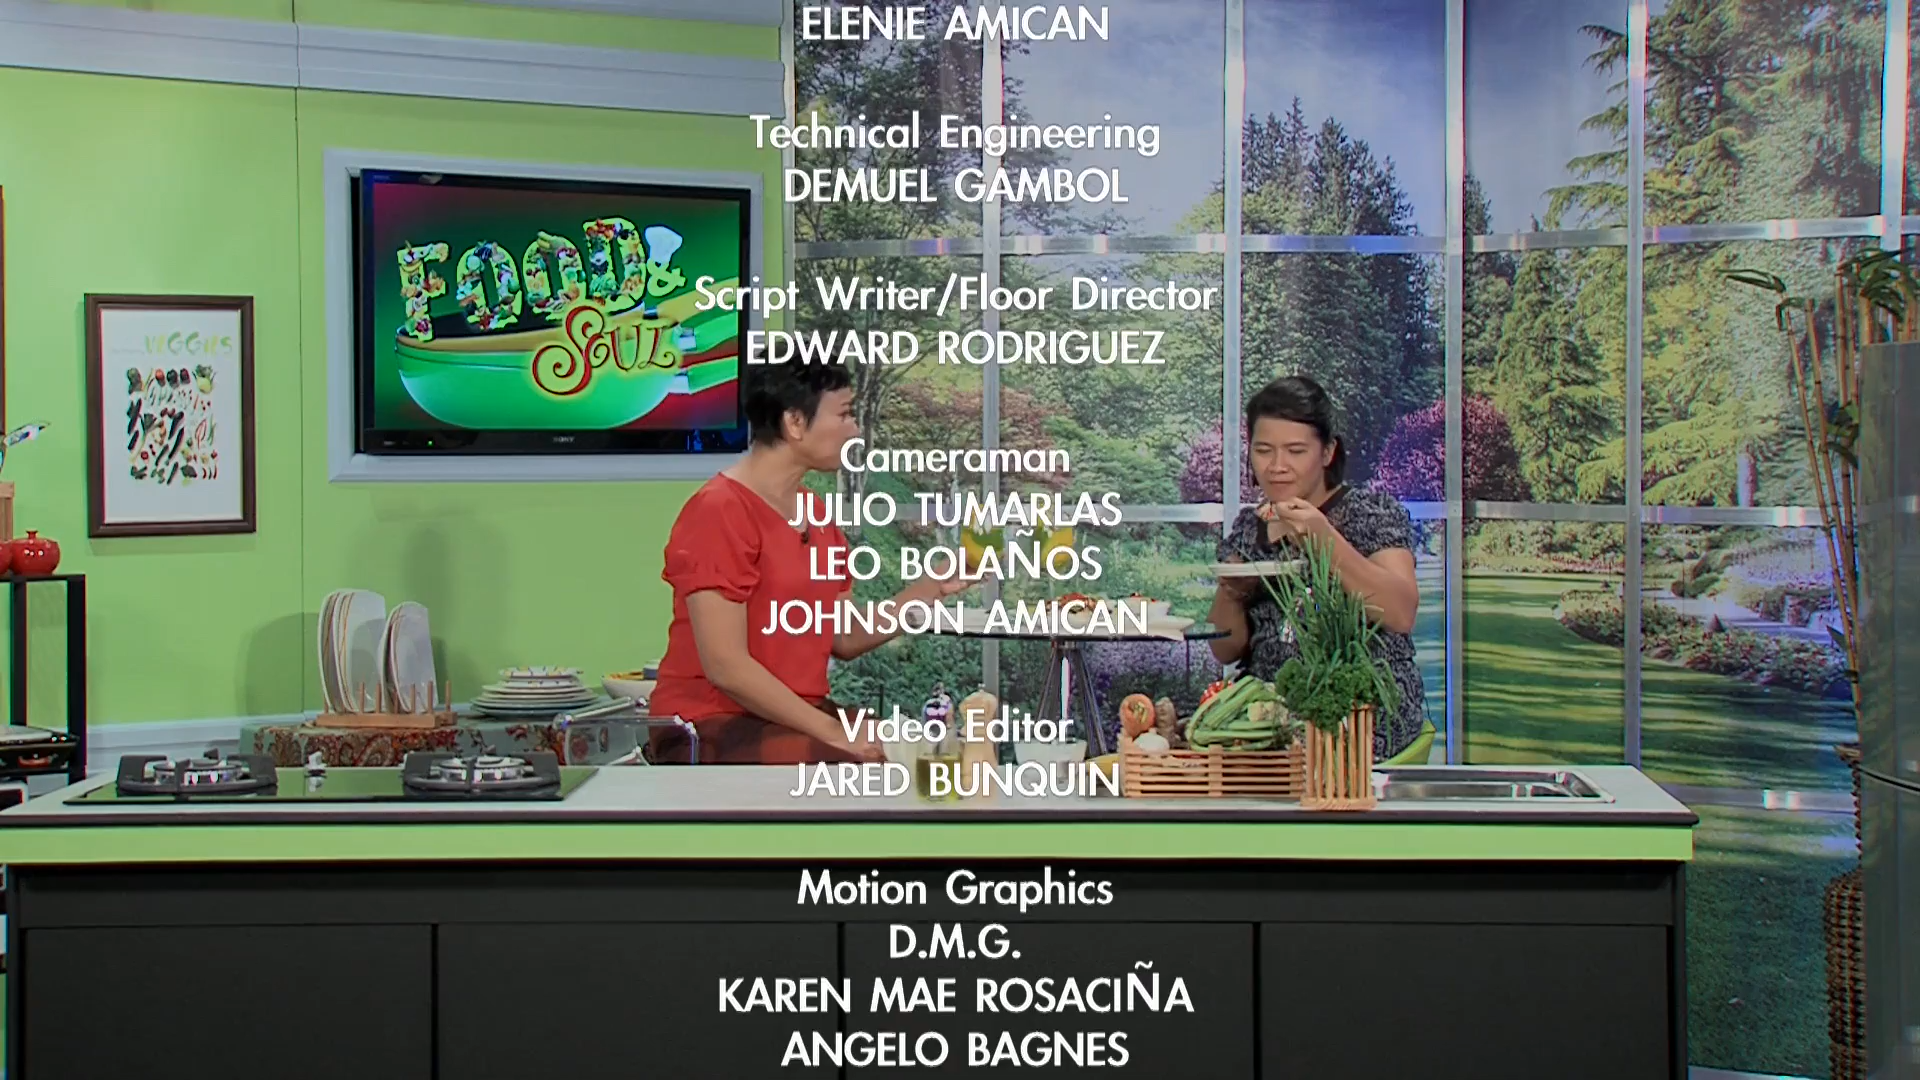 ELENIE AMICAN
Technical Engineering
DEMUEL GAMBOL
Script Writer/Floor Director
EDWARD RODRIGUEZ
Cameraman
JULIO TUMARLAS
LEO BOLAÑOS
JOHNSON AMICAN
Video Editor
JARED BUNQUIN
Motion Graphics
D.M.G.
KAREN MAE ROSACIÑA
ANGELO BAGNES
FOOD &
SOUL
VEGGIES
SONY